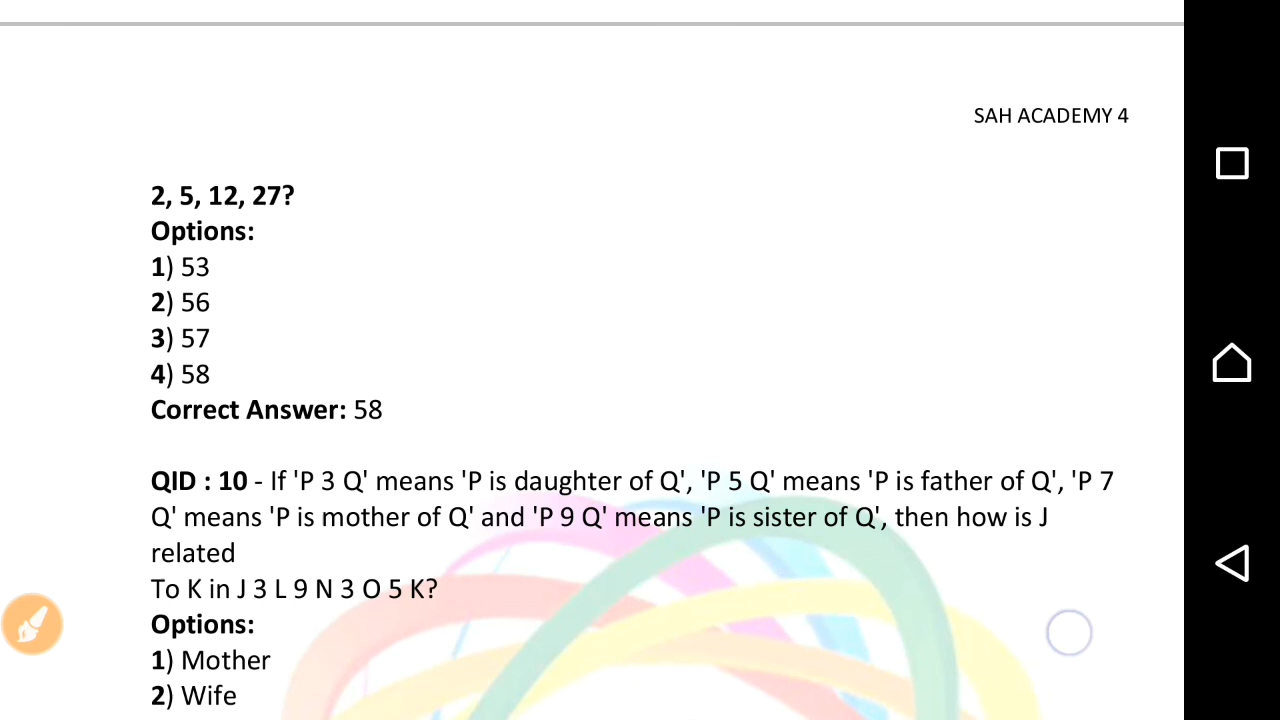 SAH ACADEMY 4
2, 5, 12, 27?
Options:
1) 53
2) 56
3) 57
4) 58
Correct Answer: 58
QID : 10 - If 'P 3 Q' means 'P is daughter of Q', 'P 5 Q' means 'P is father of Q', 'P 7
Q' means 'P is mother of Q' and 'P 9 Q' means 'P is sister of Q', then how is J
related
To K in J 3 L 9 N 3 O 5 K?
Options:
1) Mother
2) Wife